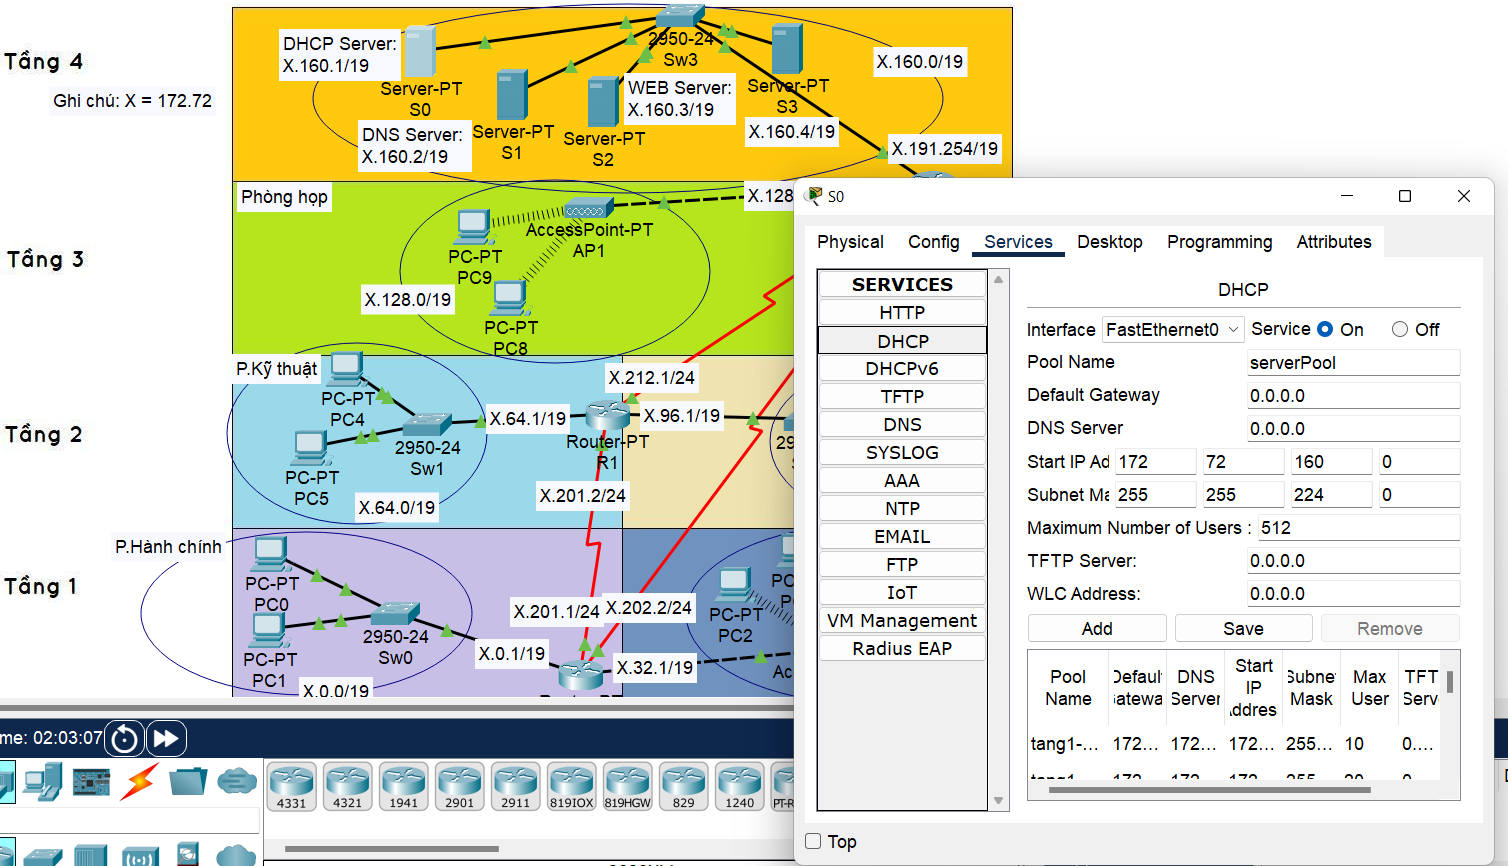 Tầng 4
Ghi chú: X = 172.72
DHCP Server:
X.160.1/19
Server-PT
S0
DNS Server:
X.160.2/19
Server-PT
S1
2950-24
Sw3
WEB Server:
X.160.3/19
Server-PT
S2
Server-PT
S3
X.160.4/19
X.160.0/19
X.191.254/19
Tầng 3
Phòng họp
X.128
AccessPoint-PT
AP1
PC-PT
PC9
X.128.0/19
PC-PT
PC8
Tầng 2
P.Kỹ thuật
PC-PT
PC4
PC-PT
PC5
2950-24
Sw1
X.64.1/19
X.64.0/19
X.212.1/24
X.96.1/19
Router-PT
R1
X.201.2/24
29
Tầng 1
P.Hành chính
PC-PT
PC0
PC-PT
PC1
2950-24
Sw0
X.0.1/19
X.0.0/19
X.201.1/24
X.202.2/24
X.32.1/19
PC-PT
PC2
PC
Ac
me: 02:03:07
4331
4321
1941
2901
2911
819IOX
819HGW
829
1240
PT-R
S0
Physical
Config
Services
Desktop
Programming
Attributes
SERVICES
HTTP
DHCP
DHCPv6
TFTP
DNS
SYSLOG
AAA
NTP
EMAIL
FTP
IoT
VM Management
Radius EAP
DHCP
Interface FastEthernet0 Service On Off
Pool Name serverPool
Default Gateway 0.0.0.0
DNS Server 0.0.0.0
Start IP Ad 172 72 160 0
Subnet Ma 255 255 224 0
Maximum Number of Users : 512
TFTP Server: 0.0.0.0
WLC Address: 0.0.0.0
Add Save Remove
Pool Name
Defaul Gatewa
DNS Server
Start IP Addres
Subne Mask
Max User
TFT Serv
tang1-... 172... 172... 172... 255... 10 0....
Top